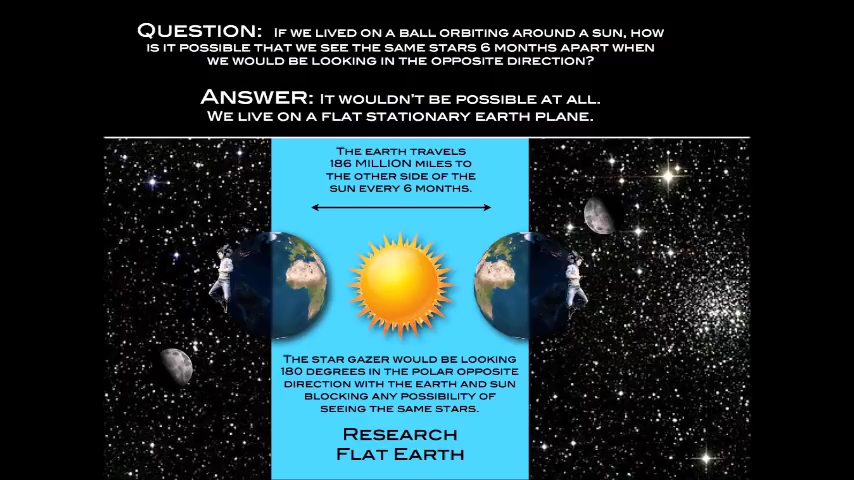 QUESTION: IF WE LIVED ON A BALL ORBITING AROUND A SUN, HOW
IS IT POSSIBLE THAT WE SEE THE SAME STARS 6 MONTHS APART WHEN
WE WOULD BE LOOKING IN THE OPPOSITE DIRECTION?
ANSWER: IT WOULDN'T BE POSSIBLE AT ALL.
WE LIVE ON A FLAT STATIONARY EARTH PLANE.
THE EARTH TRAVELS
186 MILLION MILES TO
THE OTHER SIDE OF THE
SUN EVERY 6 MONTHS.
THE STAR GAZER WOULD BE LOOKING
180 DEGREES IN THE POLAR OPPOSITE
DIRECTION WITH THE EARTH AND SUN
BLOCKING ANY POSSIBILITY OF
SEEING THE SAME STARS.
RESEARCH
FLAT EARTH